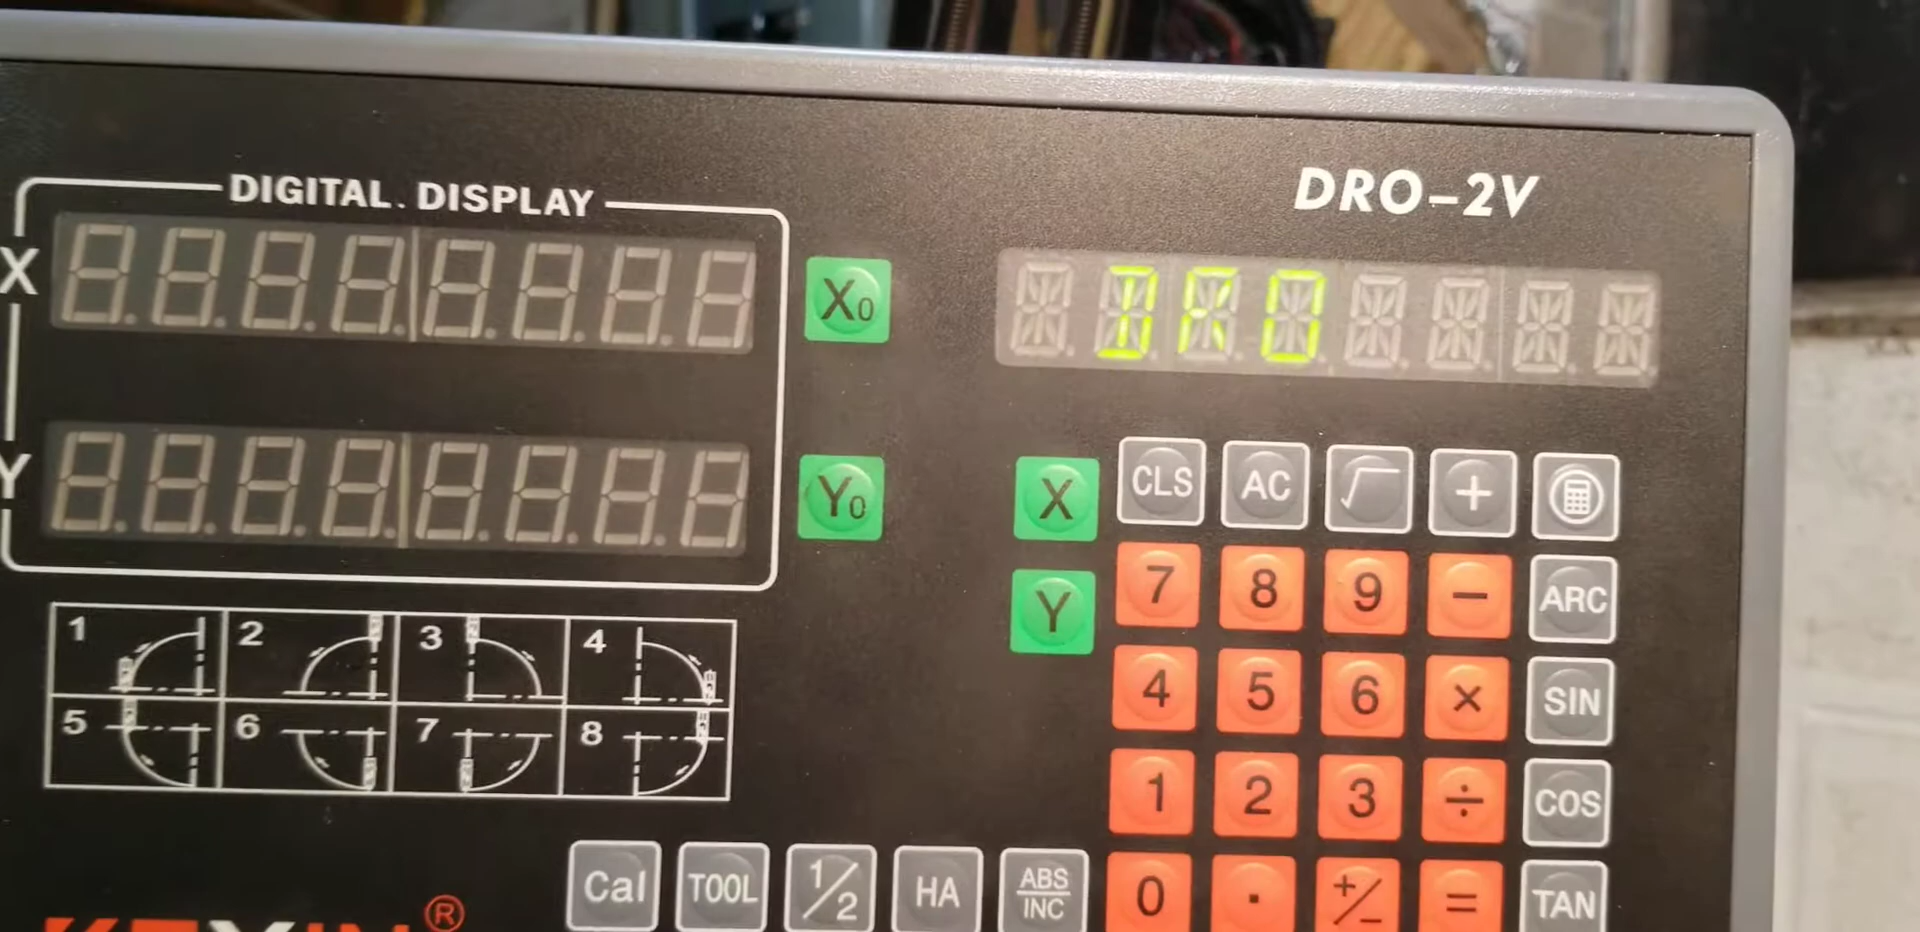 DIGITAL. DISPLAY
DRO-2V
X
X0
DRO
Y
Y0
X
CLS
AC
√
+
Y
7
8
9
−
ARC
1
2
3
4
4
5
6
×
SIN
5
6
7
8
1
2
3
÷
COS
Cal
TOOL
1/2
HA
ABS
INC
0
.
+/−
=
TAN
®